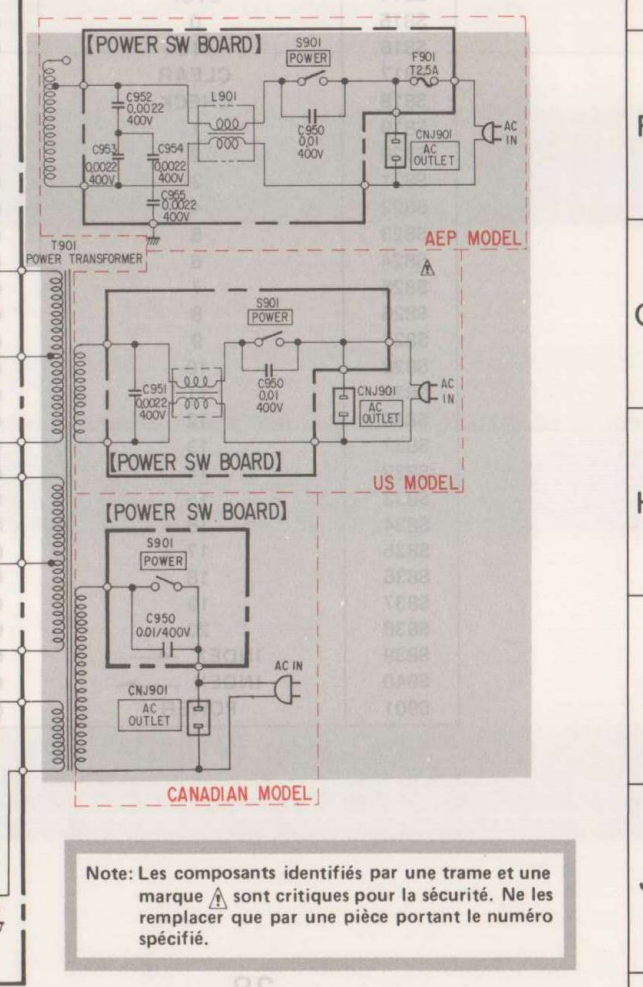 [POWER SW BOARD]
S901
POWER
F901
T2,5A
C952
0,0022
400V
L901
C950
0,01
400V
CNJ901
AC
OUTLET
AC
IN
C953
0,0022
400V
C954
0,0022
400V
C955
0,0022
400V
AEP MODEL
T901
POWER TRANSFORMER
S901
POWER
C951
0,0022
400V
C950
0,01
400V
CNJ901
AC
OUTLET
AC
IN
[POWER SW BOARD]
US MODEL
[POWER SW BOARD]
S901
POWER
C950
0.01/400V
AC IN
CNJ901
AC
OUTLET
CANADIAN MODEL
Note: Les composants identifiés par une trame et une
marque ⚠ sont critiques pour la sécurité. Ne les
remplacer que par une pièce portant le numéro
spécifié.